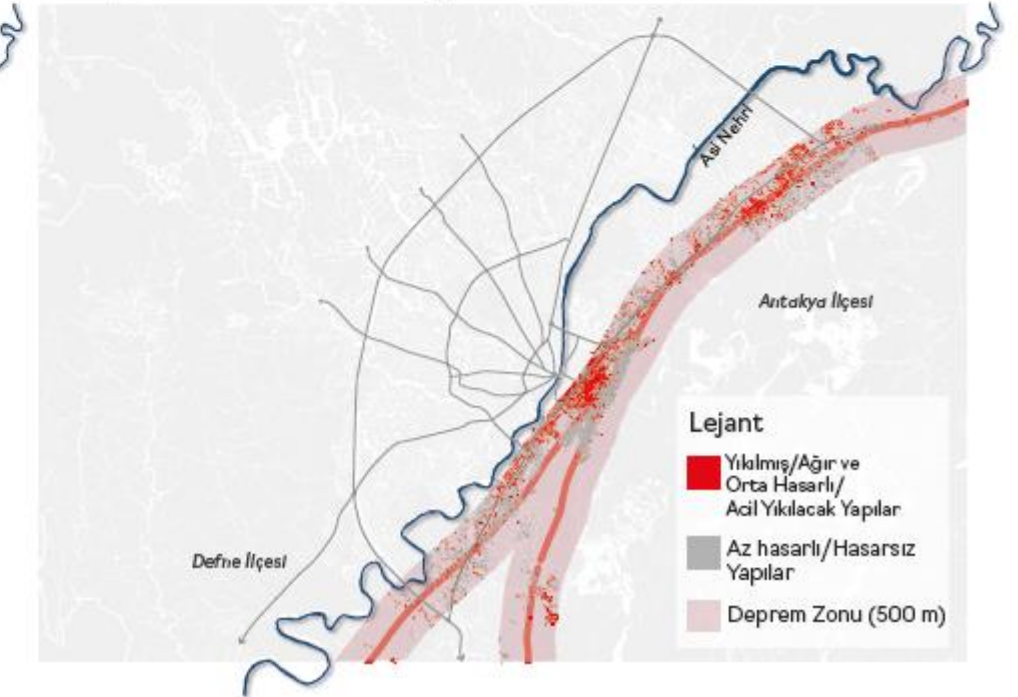 Asi Nehri
Antakya İlçesi
Defne İlçesi
Lejant
Yıkılmış/Ağır ve
Orta Hasarlı/
Acil Yıkılacak Yapılar
Az hasarlı/Hasarsız
Yapılar
Deprem Zonu (500 m)